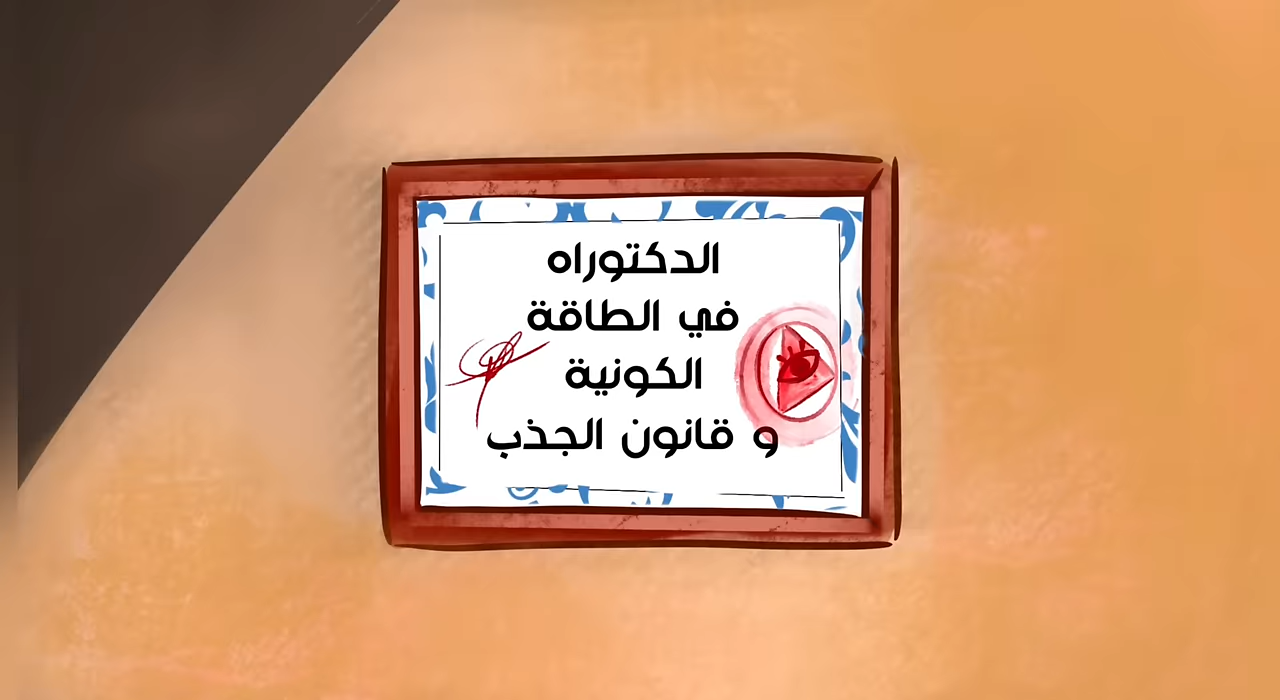 الدكتوراه
في الطاقة
الكونية
و قانون الجذب